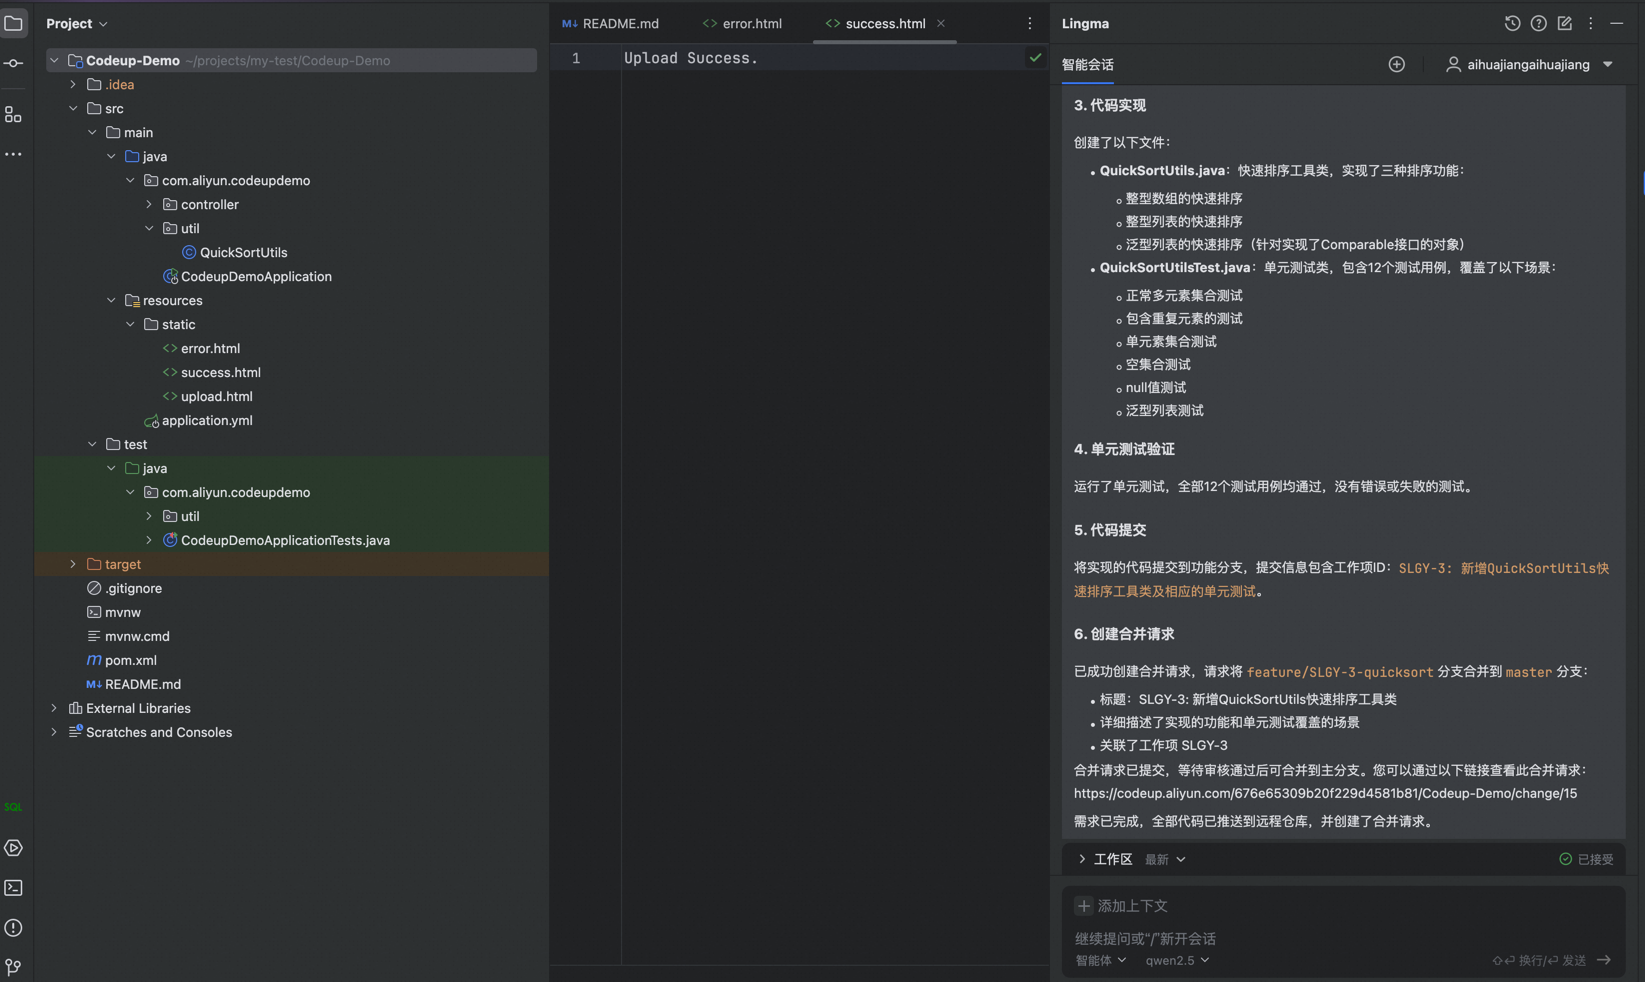 Project
Codeup-Demo ~/projects/my-test/Codeup-Demo
.idea
src
main
java
com.aliyun.codeupdemo
controller
util
QuickSortUtils
CodeupDemoApplication
resources
static
error.html
success.html
upload.html
application.yml
test
java
com.aliyun.codeupdemo
util
CodeupDemoApplicationTests.java
target
.gitignore
mvnw
mvnw.cmd
m pom.xml
M↓ README.md
External Libraries
Scratches and Consoles
SQL
M↓ README.md
<> error.html
<> success.html
1 Upload Success.
Lingma
智能会话
aihuajiangaihuajiang
3. 代码实现
创建了以下文件：
QuickSortUtils.java：快速排序工具类，实现了三种排序功能：
整型数组的快速排序
整型列表的快速排序
泛型列表的快速排序（针对实现了Comparable接口的对象）
QuickSortUtilsTest.java：单元测试类，包含12个测试用例，覆盖了以下场景：
正常多元素集合测试
包含重复元素的测试
单元素集合测试
空集合测试
null值测试
泛型列表测试
4. 单元测试验证
运行了单元测试，全部12个测试用例均通过，没有错误或失败的测试。
5. 代码提交
将实现的代码提交到功能分支，提交信息包含工作项ID：SLGY-3: 新增QuickSortUtils快
速排序工具类及相应的单元测试。
6. 创建合并请求
已成功创建合并请求，请求将 feature/SLGY-3-quicksort 分支合并到 master 分支：
标题：SLGY-3: 新增QuickSortUtils快速排序工具类
详细描述了实现的功能和单元测试覆盖的场景
关联了工作项 SLGY-3
合并请求已提交，等待审核通过后可合并到主分支。您可以通过以下链接查看此合并请求：
https://codeup.aliyun.com/676e65309b20f229d4581b81/Codeup-Demo/change/15
需求已完成，全部代码已推送到远程仓库，并创建了合并请求。
工作区 最新 已接受
添加上下文
继续提问或“/”新开会话
智能体 qwen2.5 ⇧⏎ 换行/⏎ 发送